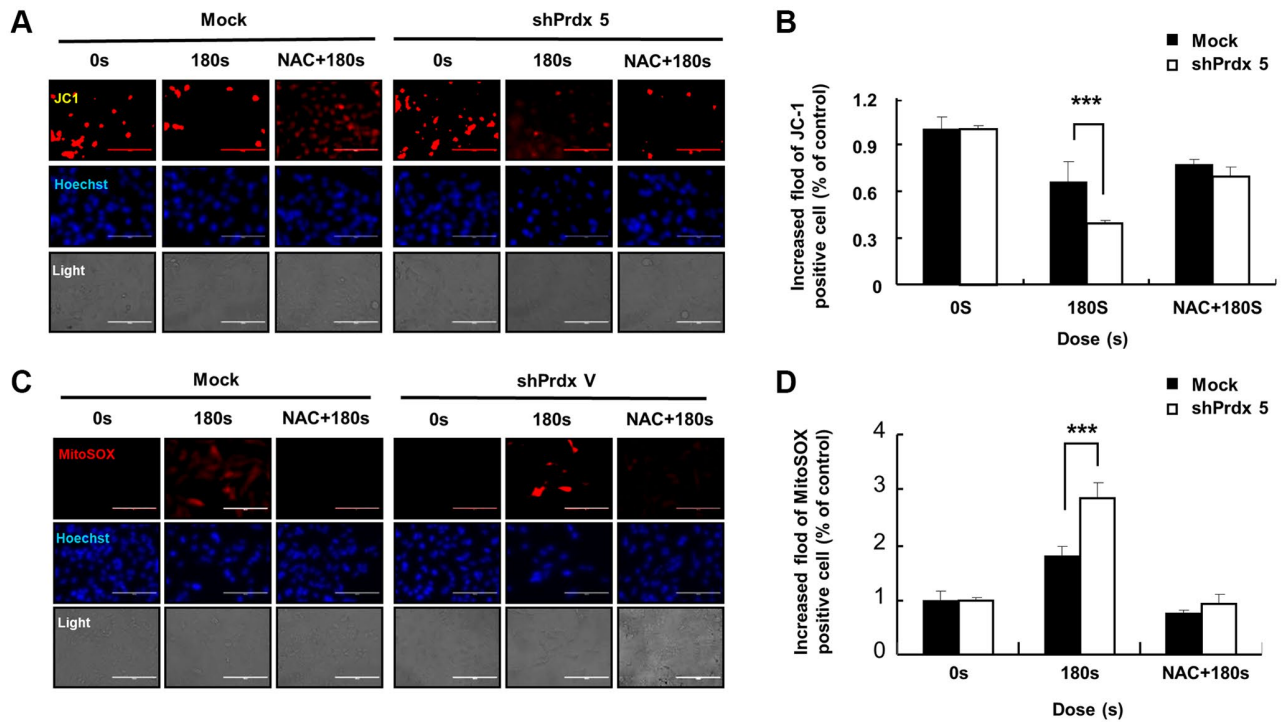 A
Mock
shPrdx 5
0s
180s
NAC+180s
0s
180s
NAC+180s
JC1
Hoechst
Light
B
Mock
shPrdx 5
Increased flod of JC-1
positive cell (% of control)
1.2
0.9
0.6
0.3
0
***
0S
180S
NAC+180S
Dose (s)
C
Mock
shPrdx V
0s
180s
NAC+180s
0s
180s
NAC+180s
MitoSOX
Hoechst
Light
D
Mock
shPrdx 5
Increased flod of MitoSOX
positive cell (% of control)
4
3
2
1
0
***
0s
180s
NAC+180s
Dose (s)